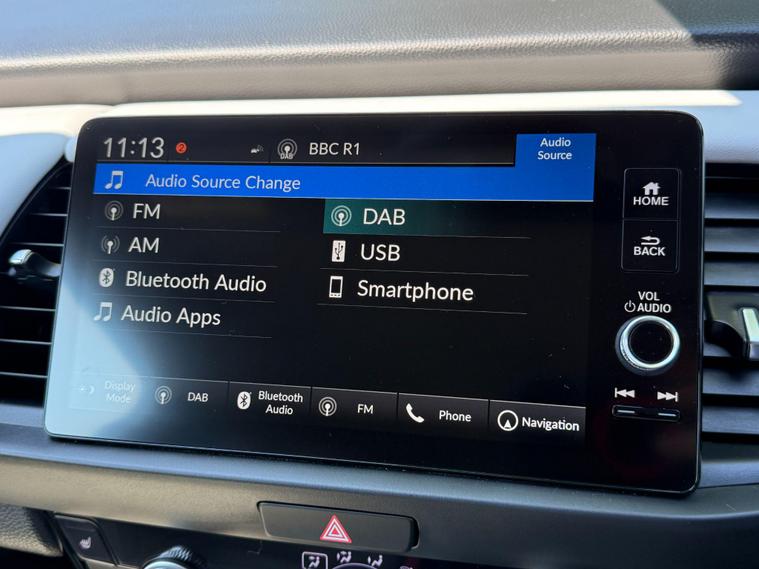 11:13 2 DAB BBC R1
Audio
Source
Audio Source Change
FM
DAB
AM
USB
Bluetooth Audio
Smartphone
Audio Apps
HOME
BACK
VOL
AUDIO
Display
Mode
DAB
Bluetooth
Audio
FM
Phone
Navigation